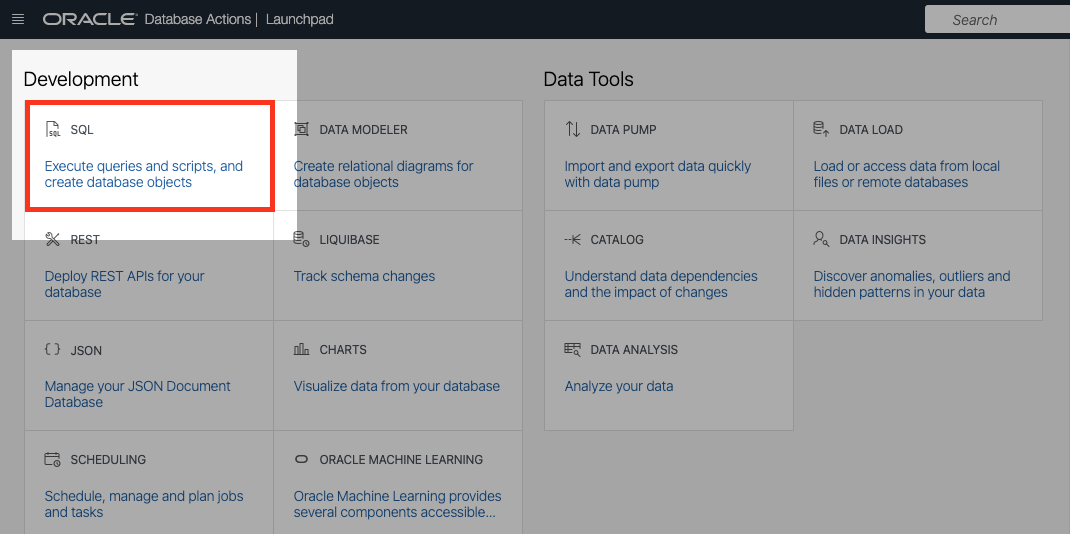 ORACLE Database Actions | Launchpad
Search
Development
SQL
Execute queries and scripts, and
create database objects
DATA MODELER
Create relational diagrams for
database objects
REST
Deploy REST APIs for your
database
LIQUIBASE
Track schema changes
JSON
Manage your JSON Document
Database
CHARTS
Visualize data from your database
SCHEDULING
Schedule, manage and plan jobs
and tasks
ORACLE MACHINE LEARNING
Oracle Machine Learning provides
several components accessible...
Data Tools
DATA PUMP
Import and export data quickly
with data pump
DATA LOAD
Load or access data from local
files or remote databases
CATALOG
Understand data dependencies
and the impact of changes
DATA INSIGHTS
Discover anomalies, outliers and
hidden patterns in your data
DATA ANALYSIS
Analyze your data